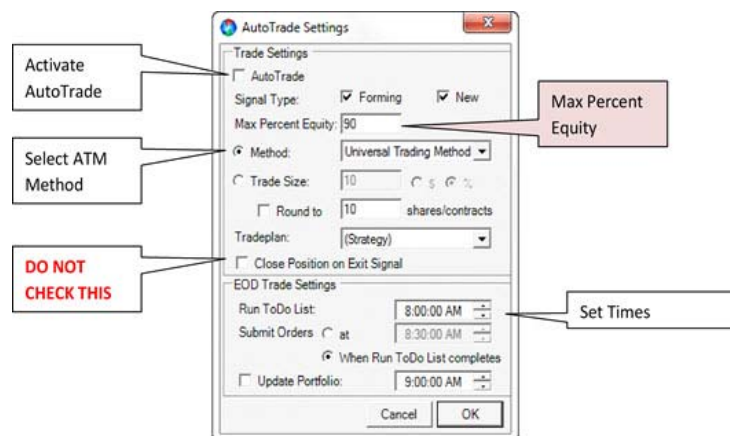 AutoTrade Settings
Trade Settings
Activate
AutoTrade
AutoTrade
Signal Type: Forming New
Max Percent Equity: 90
Max Percent
Equity
Select ATM
Method
Method: Universal Trading Method
Trade Size: 10 $ %
Round to 10 shares/contracts
Tradeplan: (Strategy)
DO NOT
CHECK THIS
Close Position on Exit Signal
EOD Trade Settings
Run ToDo List: 8:00:00 AM
Set Times
Submit Orders at 8:30:00 AM
When Run ToDo List completes
Update Portfolio: 9:00:00 AM
Cancel OK